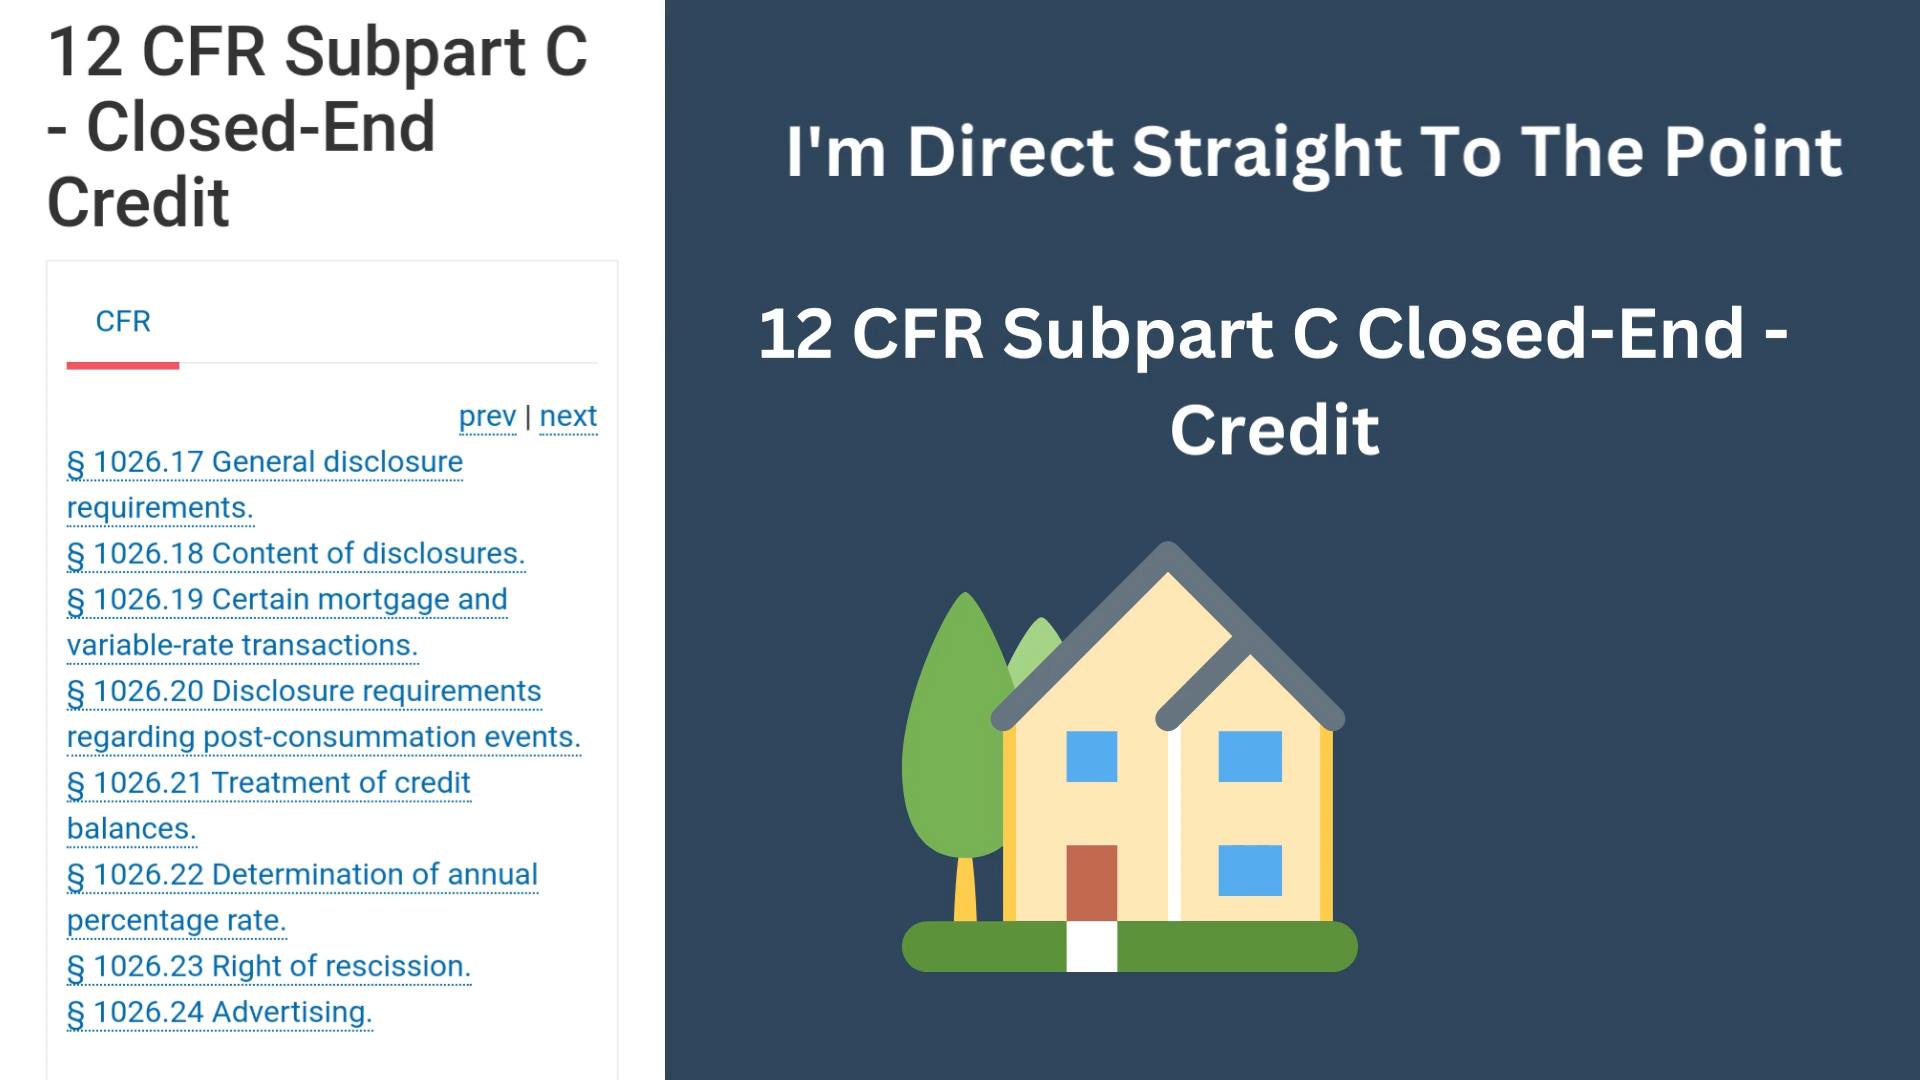 12 CFR Subpart C
- Closed-End
Credit
CFR
prev | next
§ 1026.17 General disclosure
requirements.
§ 1026.18 Content of disclosures.
§ 1026.19 Certain mortgage and
variable-rate transactions.
§ 1026.20 Disclosure requirements
regarding post-consummation events.
§ 1026.21 Treatment of credit
balances.
§ 1026.22 Determination of annual
percentage rate.
§ 1026.23 Right of rescission.
§ 1026.24 Advertising.
I'm Direct Straight To The Point
12 CFR Subpart C Closed-End -
Credit